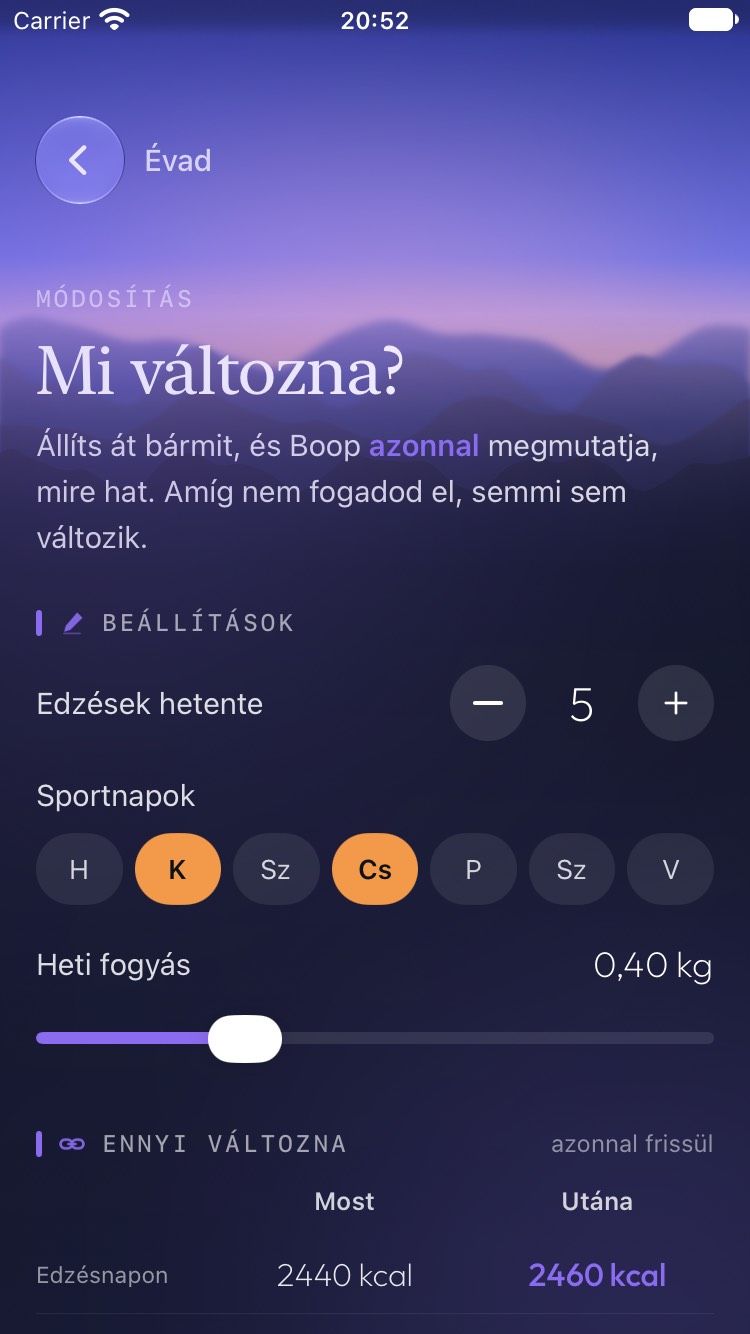 Carrier 20:52
Évad
MÓDOSÍTÁS
Mi változna?
Állíts át bármit, és Boop azonnal megmutatja,
mire hat. Amíg nem fogadod el, semmi sem
változik.
BEÁLLÍTÁSOK
Edzések hetente 5
Sportnapok
H K Sz Cs P Sz V
Heti fogyás 0,40 kg
ENNYI VÁLTOZNA azonnal frissül
Most Utána
Edzésnapon 2440 kcal 2460 kcal